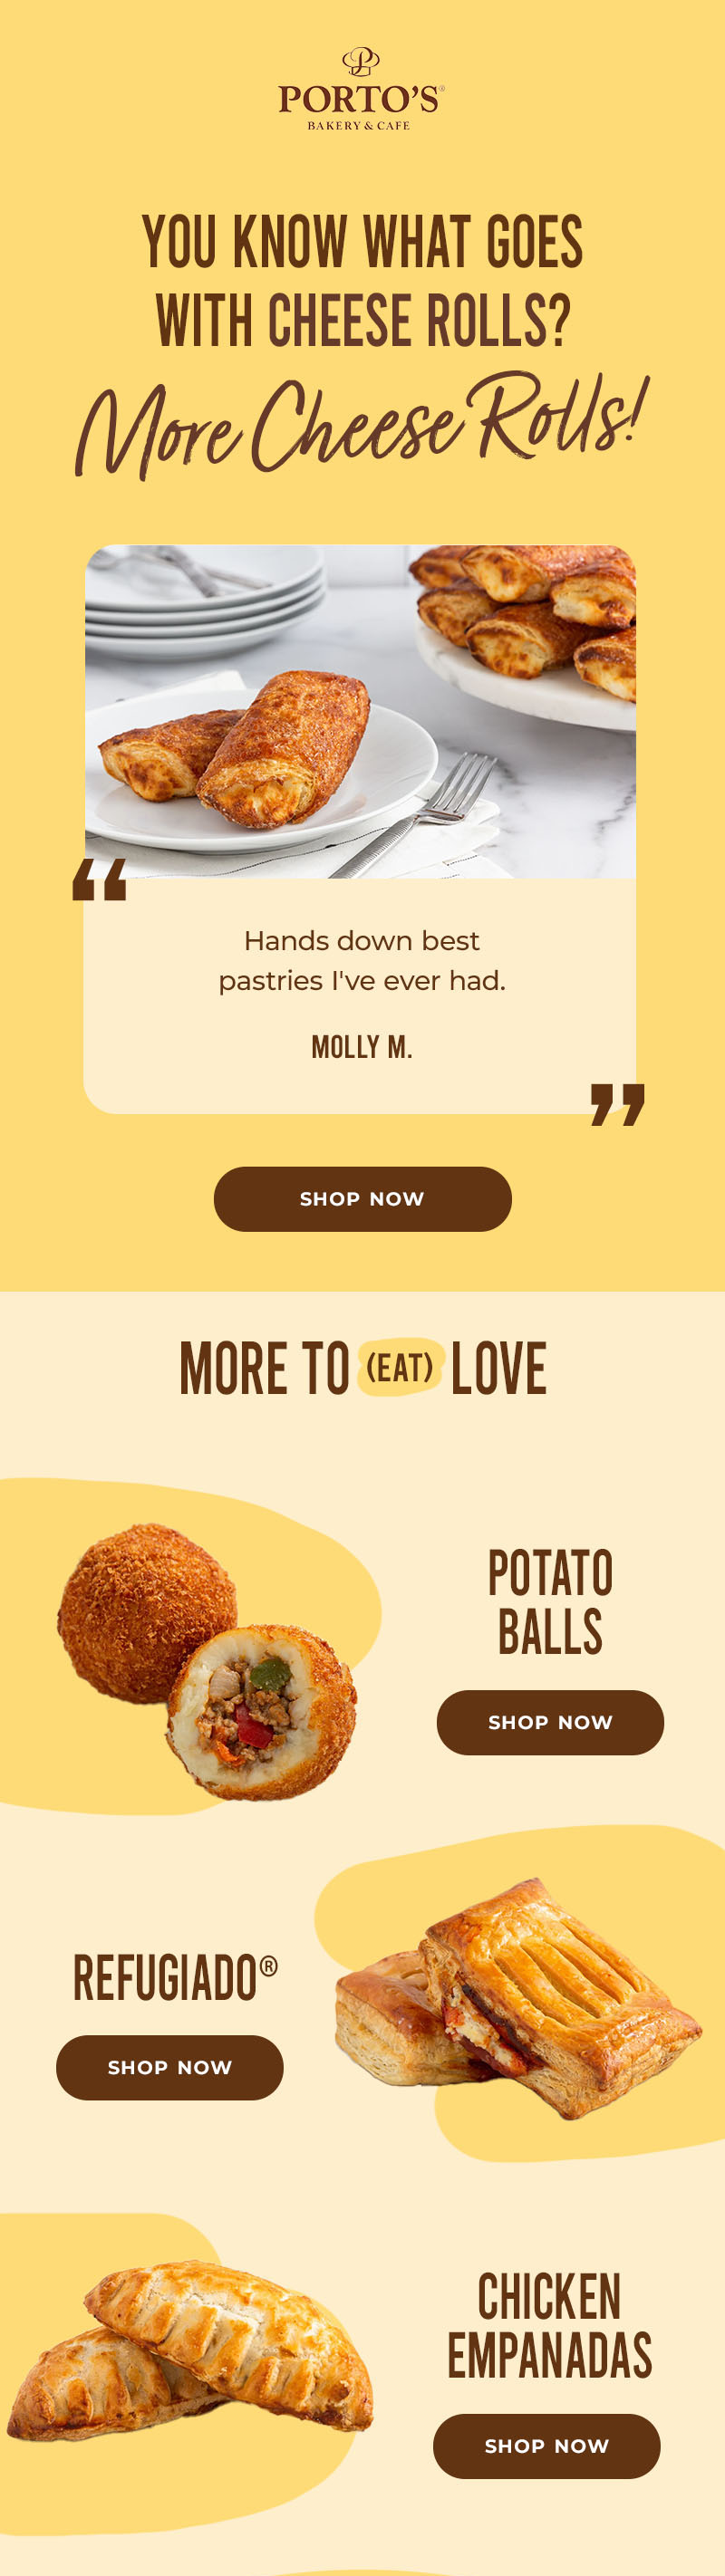 PORTO'S®
BAKERY & CAFE
YOU KNOW WHAT GOES
WITH CHEESE ROLLS?
More Cheese Rolls!
“
Hands down best
pastries I've ever had.
MOLLY M.
”
SHOP NOW
MORE TO (EAT) LOVE
POTATO
BALLS
SHOP NOW
REFUGIADO®
SHOP NOW
CHICKEN
EMPANADAS
SHOP NOW